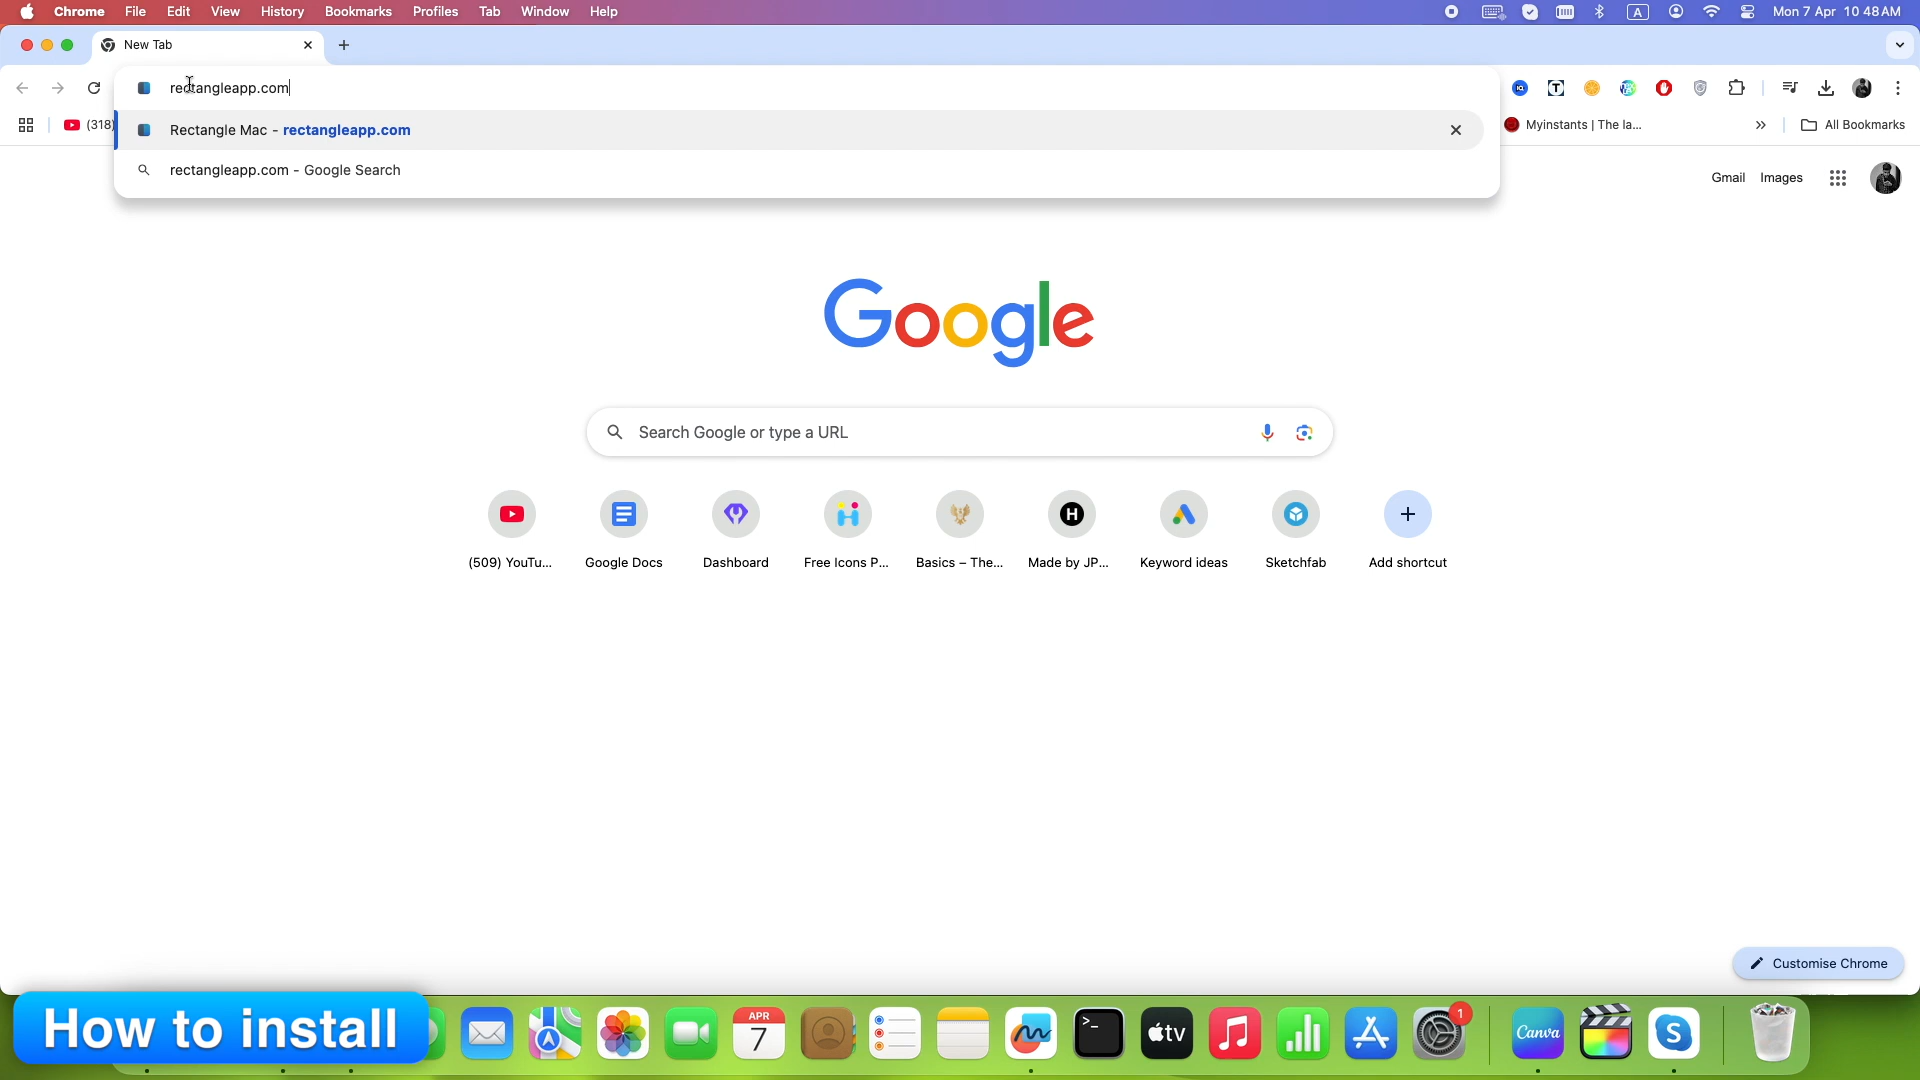 Chrome File Edit View History Bookmarks Profiles Tab Window Help
A
Mon 7 Apr 10 48 AM
New Tab
rectangleapp.com
Rectangle Mac - rectangleapp.com
rectangleapp.com - Google Search
(318)
Myinstants | The la...
All Bookmarks
Gmail Images
Google
Search Google or type a URL
(509) YouTu...
Google Docs
Dashboard
Free Icons P...
Basics – The...
Made by JP...
Keyword ideas
Sketchfab
Add shortcut
Customise Chrome
How to install
APR
7
tv
1
Canva